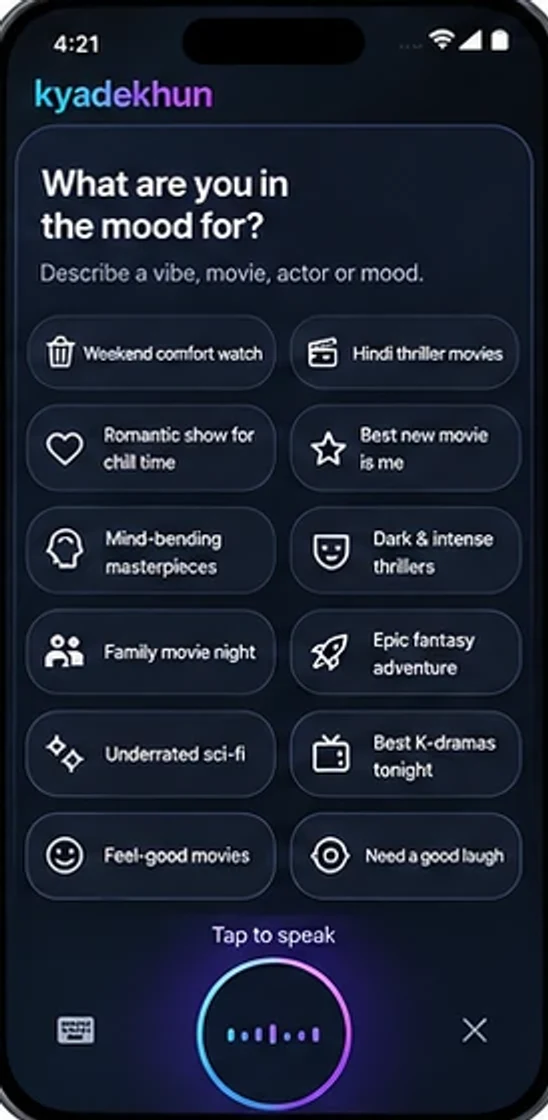 4:21
kyadekhun
What are you in
the mood for?
Describe a vibe, movie, actor or mood.
Weekend comfort watch
Hindi thriller movies
Romantic show for
chill time
Best new movie
is me
Mind-bending
masterpieces
Dark & intense
thrillers
Family movie night
Epic fantasy
adventure
Underrated sci-fi
Best K-dramas
tonight
Feel-good movies
Need a good laugh
Tap to speak